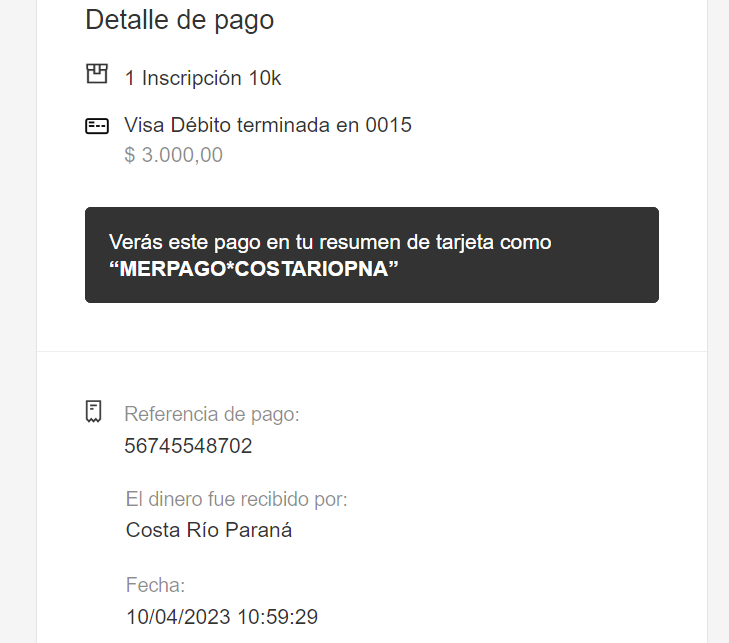 Detalle de pago
1 Inscripción 10k
Visa Débito terminada en 0015
$ 3.000,00
Verás este pago en tu resumen de tarjeta como
“MERPAGO*COSTARIOPNA”
Referencia de pago:
56745548702
El dinero fue recibido por:
Costa Río Paraná
Fecha:
10/04/2023 10:59:29